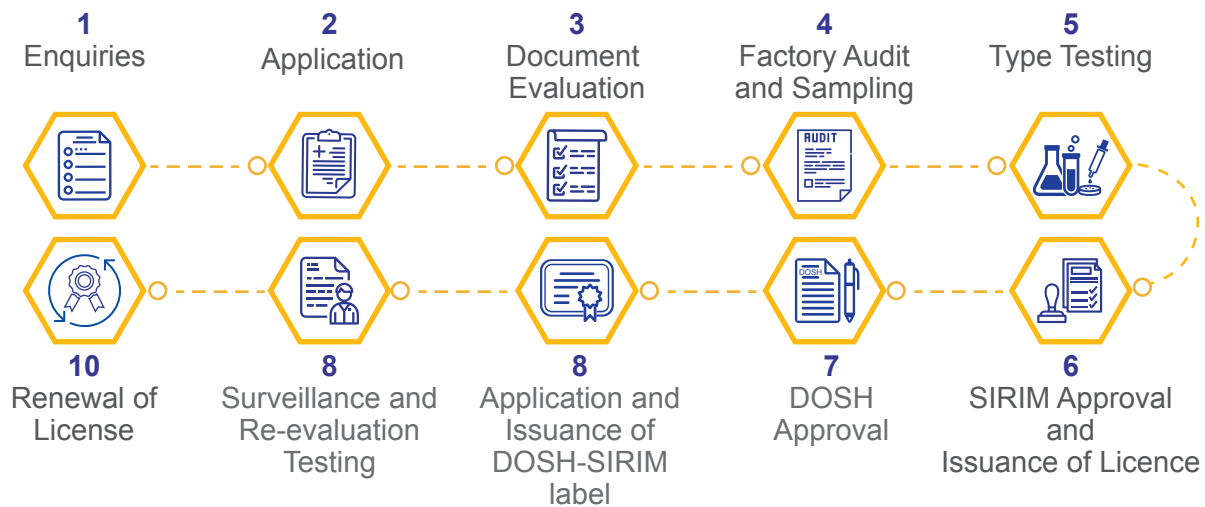 1
Enquiries
2
Application
3
Document
Evaluation
4
Factory Audit
and Sampling
5
Type Testing
AUDIT
DOSH
10
Renewal of
License
8
Surveillance and
Re-evaluation
Testing
8
Application and
Issuance of
DOSH-SIRIM
label
7
DOSH
Approval
6
SIRIM Approval
and
Issuance of Licence